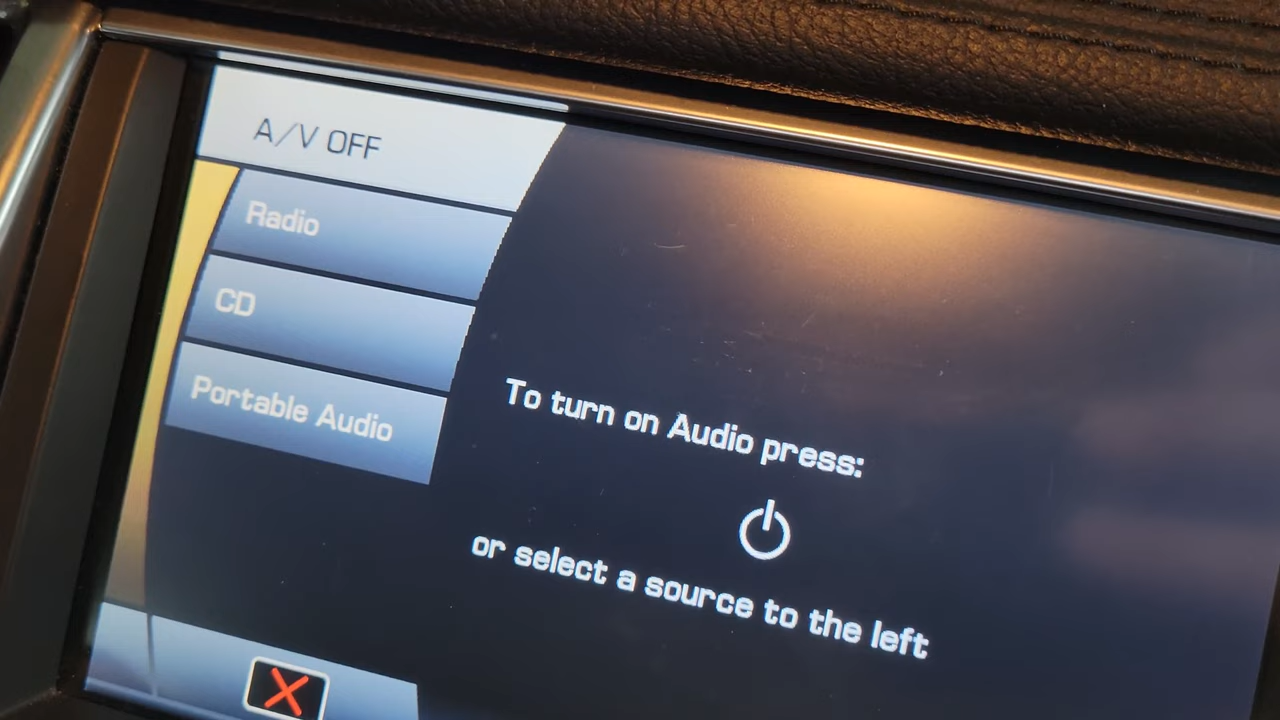 A/V OFF
Radio
CD
Portable Audio
To turn on Audio press:
or select a source to the left